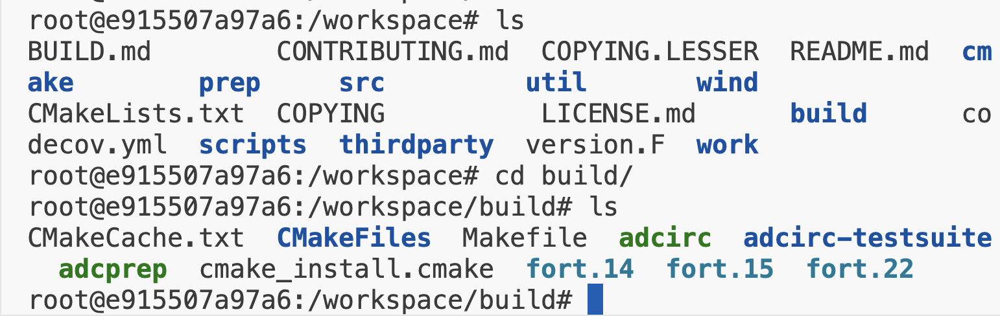 root@e915507a97a6:/workspace# ls
BUILD.md        CONTRIBUTING.md  COPYING.LESSER  README.md  cm
ake        prep     src         util       wind
CMakeLists.txt  COPYING          LICENSE.md      build      co
decov.yml  scripts  thirdparty  version.F  work
root@e915507a97a6:/workspace# cd build/
root@e915507a97a6:/workspace/build# ls
CMakeCache.txt  CMakeFiles  Makefile  adcirc  adcirc-testsuite
  adcprep  cmake_install.cmake  fort.14  fort.15  fort.22
root@e915507a97a6:/workspace/build#